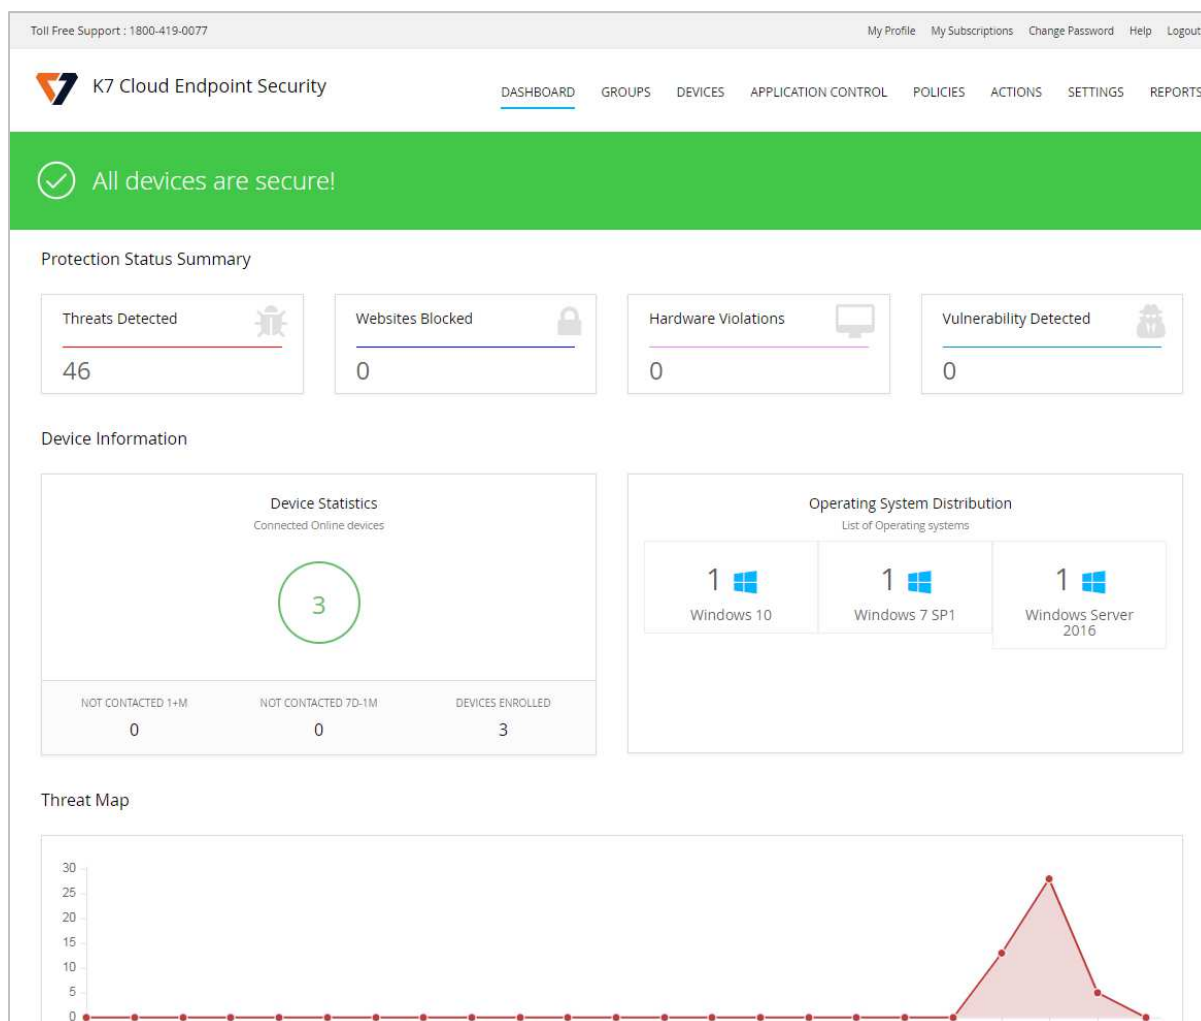 Toll Free Support : 1800-419-0077
My Profile My Subscriptions Change Password Help Logout
K7 Cloud Endpoint Security
DASHBOARD GROUPS DEVICES APPLICATION CONTROL POLICIES ACTIONS SETTINGS REPORTS
All devices are secure!
Protection Status Summary
Threats Detected
46
Websites Blocked
0
Hardware Violations
0
Vulnerability Detected
0
Device Information
Device Statistics
Connected Online devices
3
NOT CONTACTED 1+M
0
NOT CONTACTED 7D-1M
0
DEVICES ENROLLED
3
Operating System Distribution
List of Operating systems
1
Windows 10
1
Windows 7 SP1
1
Windows Server
2016
Threat Map
30
25
20
15
10
5
0